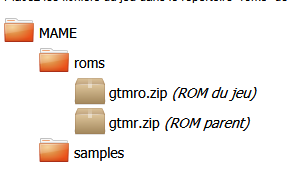 MAME
roms
gtmro.zip (ROM du jeu)
gtmr.zip (ROM parent)
samples